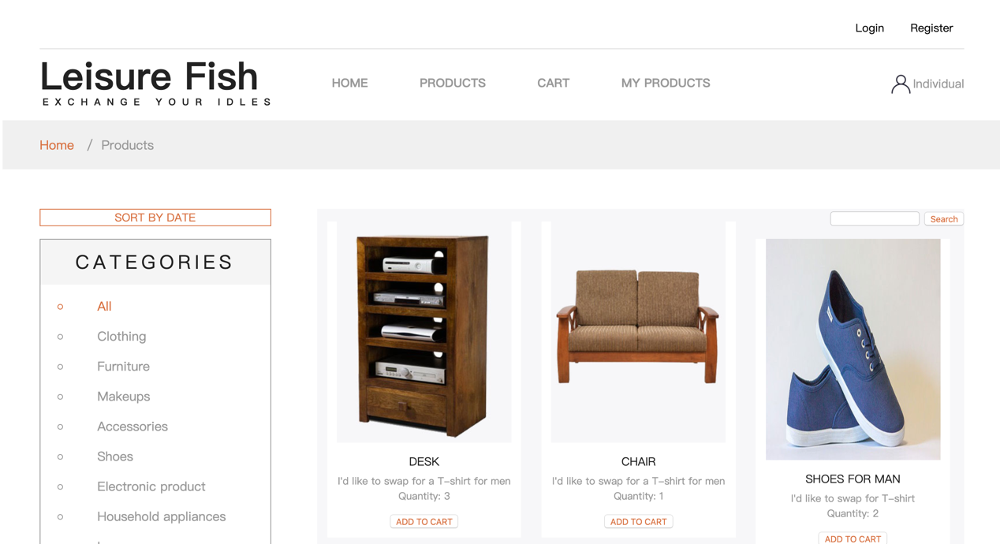 Login Register
Leisure Fish
EXCHANGE YOUR IDLES
HOME PRODUCTS CART MY PRODUCTS
Individual
Home / Products
SORT BY DATE
CATEGORIES
All
Clothing
Furniture
Makeups
Accessories
Shoes
Electronic product
Household appliances
Search
DESK
I'd like to swap for a T-shirt for men
Quantity: 3
ADD TO CART
CHAIR
I'd like to swap for a T-shirt for men
Quantity: 1
ADD TO CART
SHOES FOR MAN
I'd like to swap for T-shirt
Quantity: 2
ADD TO CART